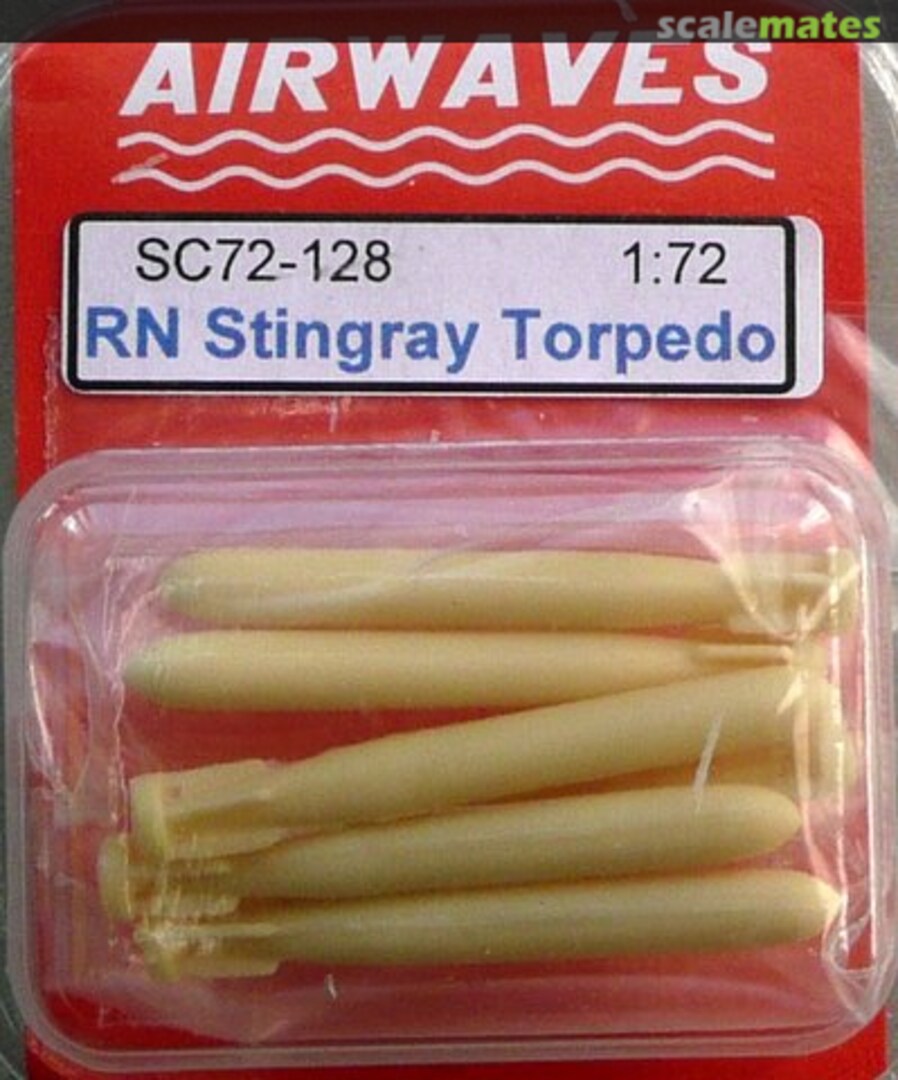 scalemates
AIRWAVES
SC72-128 1:72
RN Stingray Torpedo